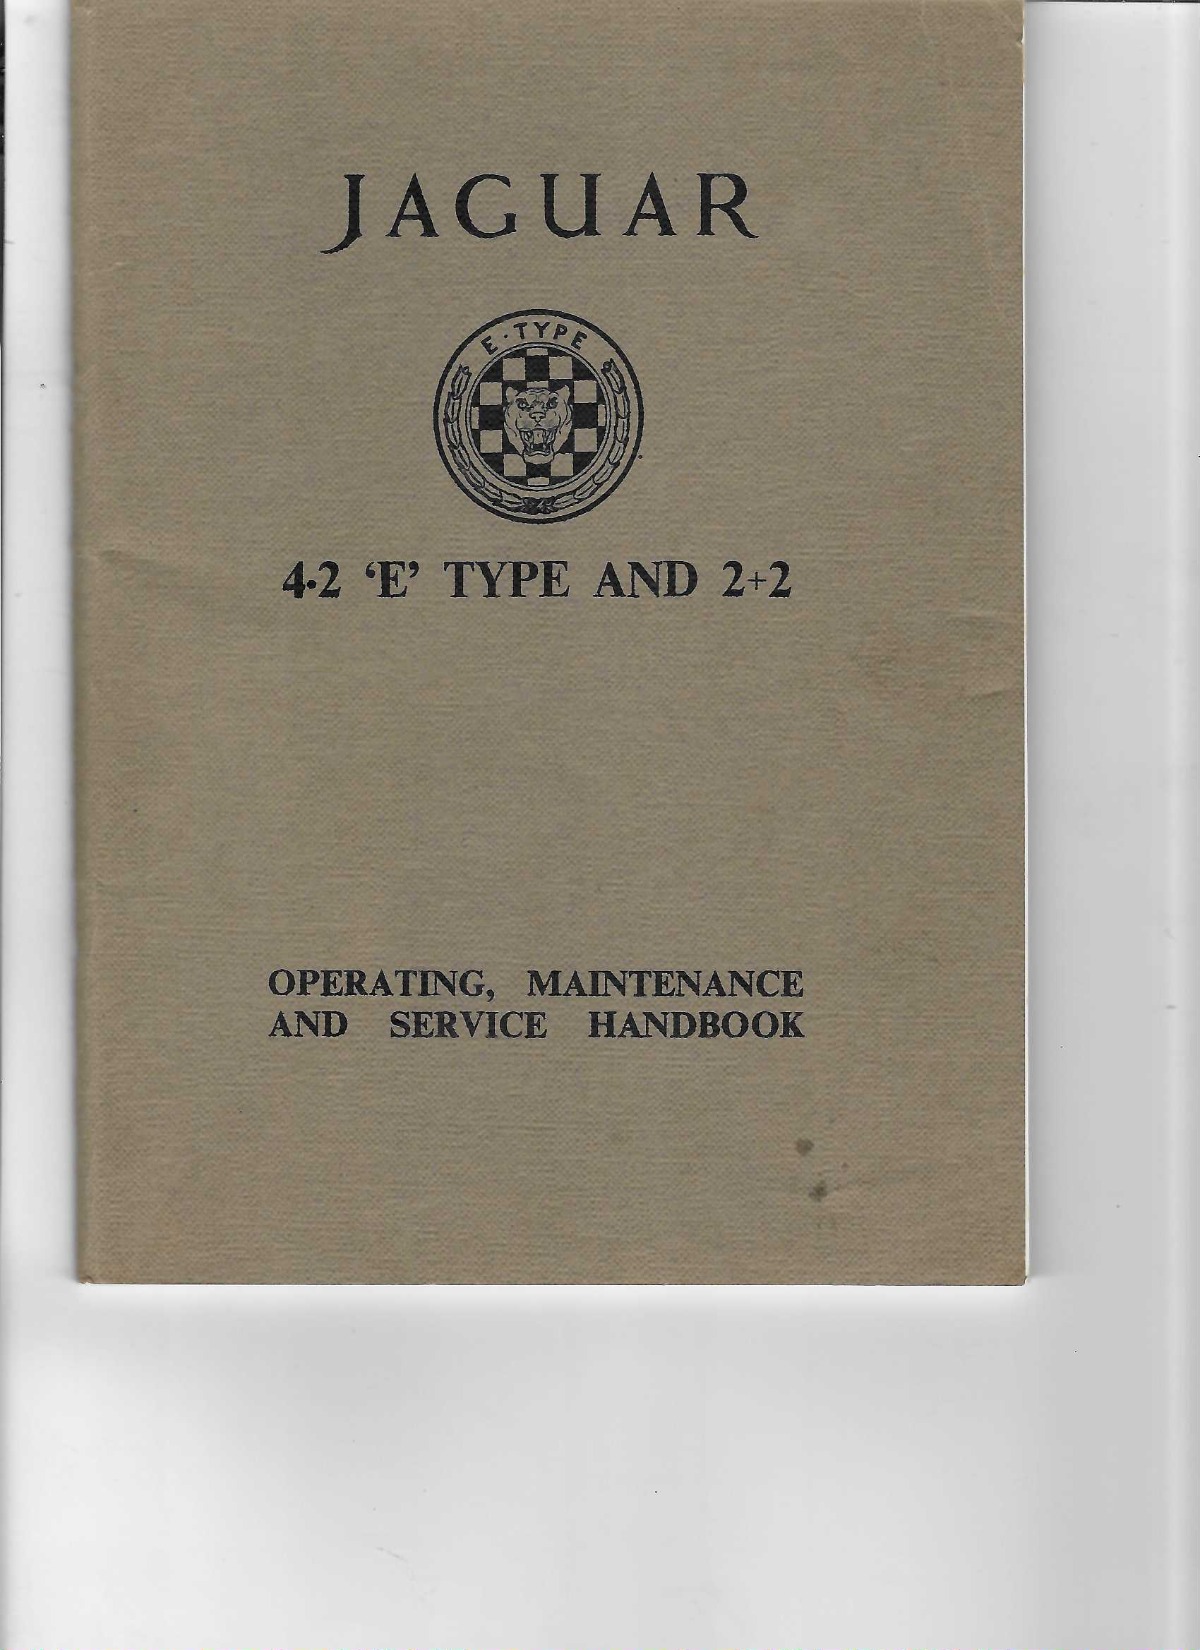 JAGUAR
E·TYPE
4·2 ‘E’ TYPE AND 2+2
OPERATING, MAINTENANCE
AND SERVICE HANDBOOK